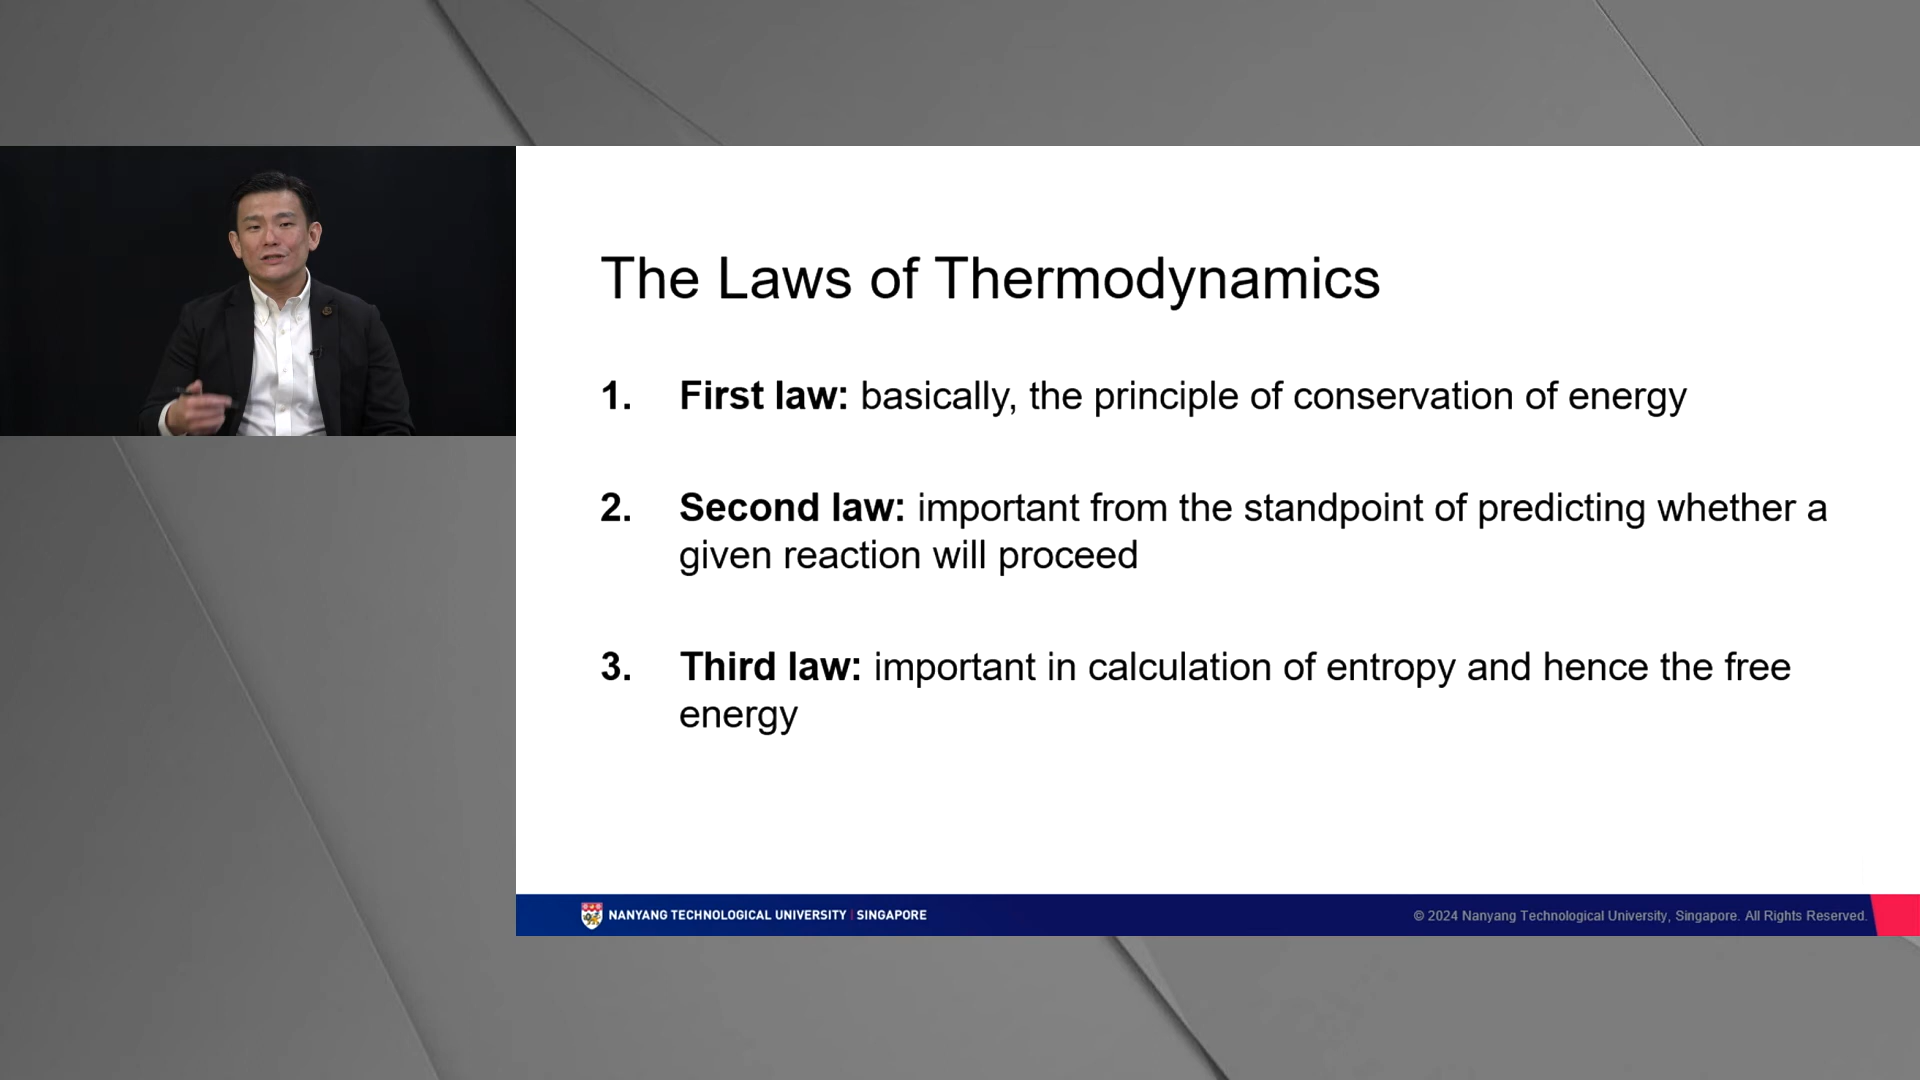 The Laws of Thermodynamics
1. First law: basically, the principle of conservation of energy
2. Second law: important from the standpoint of predicting whether a
given reaction will proceed
3. Third law: important in calculation of entropy and hence the free
energy
NANYANG TECHNOLOGICAL UNIVERSITY | SINGAPORE
© 2024 Nanyang Technological University, Singapore. All Rights Reserved.